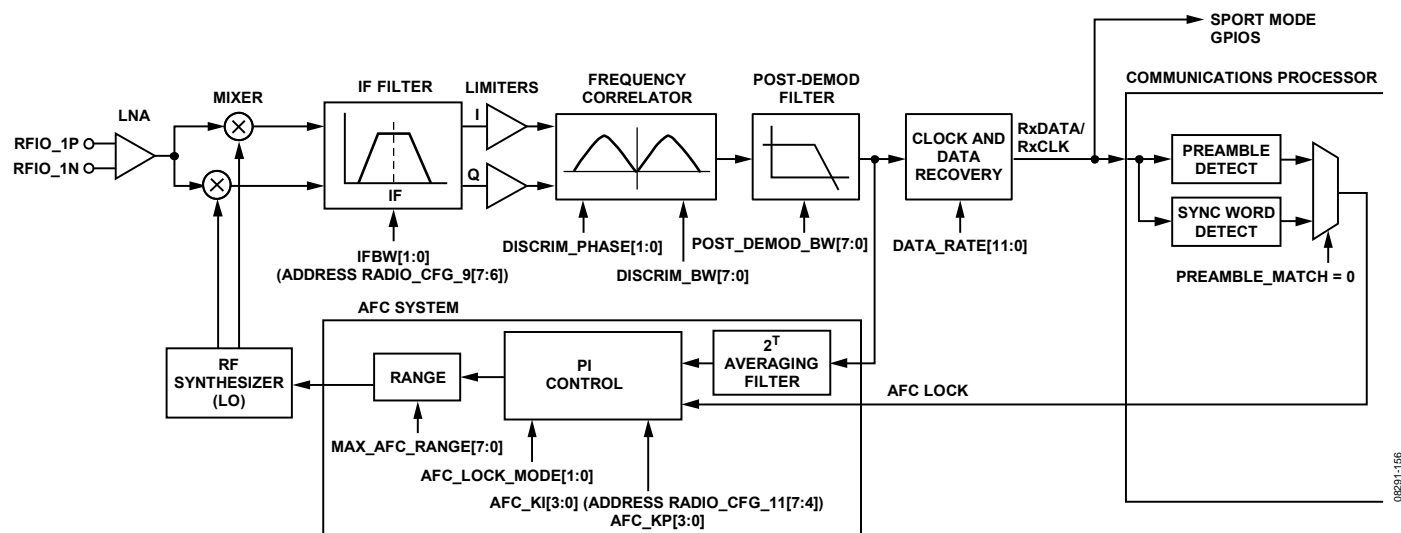 SPORT MODE
GPIOS
COMMUNICATIONS PROCESSOR
LNA
MIXER
IF FILTER
LIMITERS
FREQUENCY
CORRELATOR
POST-DEMOD
FILTER
RFIO_1P
RFIO_1N
I
Q
IF
CLOCK AND
DATA
RECOVERY
RxDATA/
RxCLK
PREAMBLE
DETECT
SYNC WORD
DETECT
IFBW[1:0]
(ADDRESS RADIO_CFG_9[7:6])
DISCRIM_PHASE[1:0]
DISCRIM_BW[7:0]
POST_DEMOD_BW[7:0]
DATA_RATE[11:0]
PREAMBLE_MATCH = 0
AFC SYSTEM
RF
SYNTHESIZER
(LO)
RANGE
PI
CONTROL
2T
AVERAGING
FILTER
AFC LOCK
MAX_AFC_RANGE[7:0]
AFC_LOCK_MODE[1:0]
AFC_KI[3:0] (ADDRESS RADIO_CFG_11[7:4])
AFC_KP[3:0]
08291-156